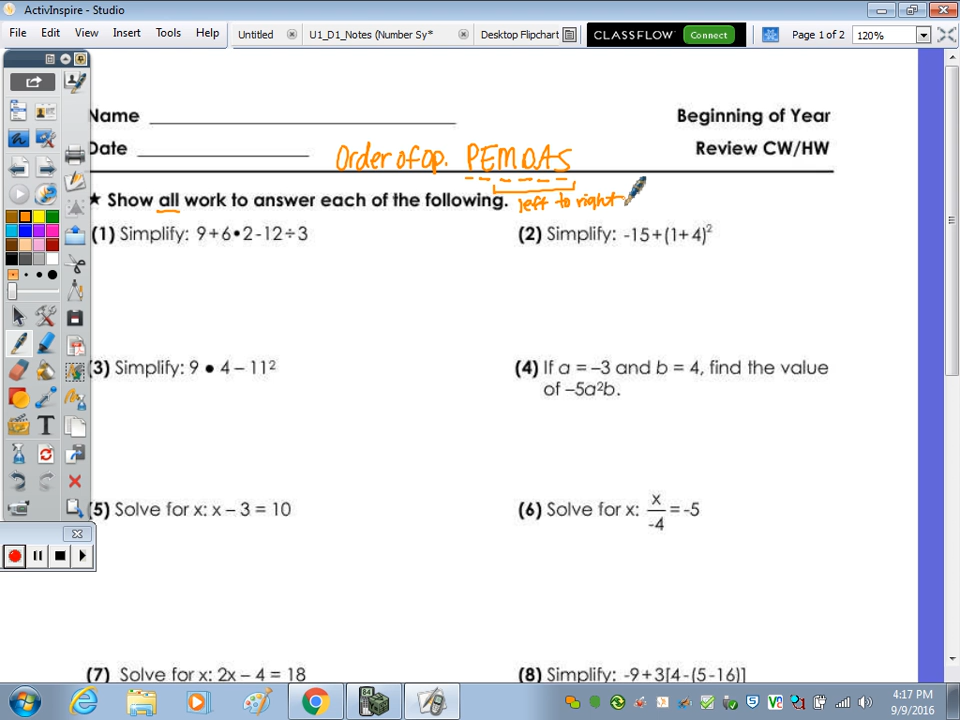 ActivInspire - Studio
File Edit View Insert Tools Help Untitled U1_D1_Notes (Number Sy* Desktop Flipchart CLASSFLOW Connect Page 1 of 2 120%
Name
Beginning of Year
Date
Review CW/HW
Order of op. PEMDAS
left to right
★ Show all work to answer each of the following.
(1) Simplify: 9+6•2-12÷3
(2) Simplify: -15+(1+4)²
(3) Simplify: 9 • 4 – 11²
(4) If a = –3 and b = 4, find the value
of –5a²b.
(5) Solve for x: x – 3 = 10
(6) Solve for x: x/-4 = -5
(7) Solve for x: 2x – 4 = 18
(8) Simplify: -9+3[4-(5-16)]
4:17 PM
9/9/2016